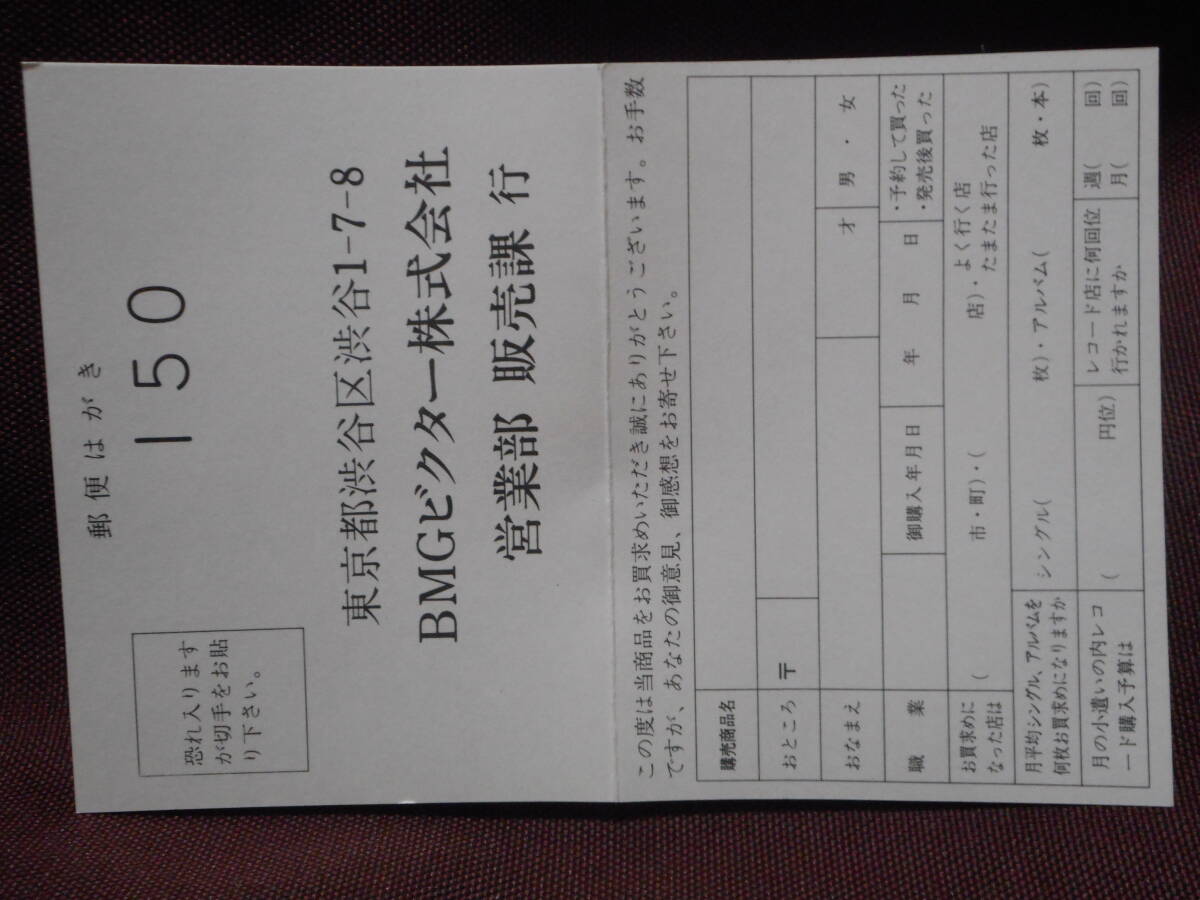 郵便はがき
150
恐れ入ります
が切手をお貼
り下さい。
東京都渋谷区渋谷1-7-8
BMGビクター株式会社
営業部 販売課 行
この度は当商品をお買求めいただき誠にありがとうございます。お手数
ですが、あなたの御意見、御感想をお寄せ下さい。
購売商品名
おところ 〒
おなまえ 才 男・女
職業 御購入年月日 年 月 日 ・予約して買った
・発売後買った
お買求めに
なった店は
( 市・町)・( 店)・よく行く店
・たまたま行った店
月平均シングル、アルバムを
何枚お買求めになりますか
シングル( 枚)・アルバム( 枚・本)
月の小遣いの内レコ
ード購入予算は
( 円位)
レコード店に何回位
行かれますか
週( 回)
月( 回)